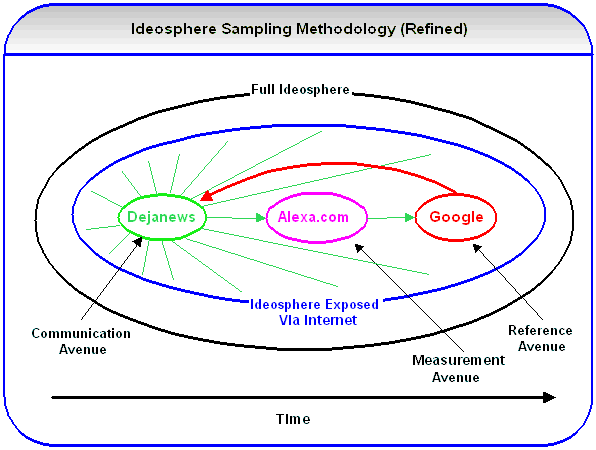 Ideosphere Sampling Methodology (Refined)
Full Ideosphere
Dejanews
Alexa.com
Google
Ideosphere Exposed
VIa Internet
Communication
Avenue
Measurement
Avenue
Reference
Avenue
TIme